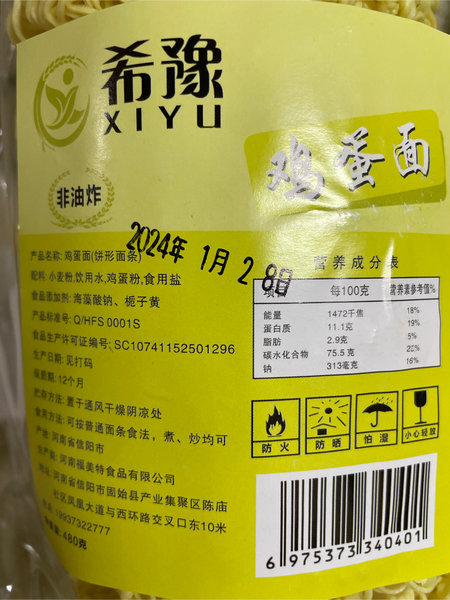 希豫
XIYU
鸡蛋面
非油炸
2024年 1月 28日
产品名称: 鸡蛋面(饼形面条)
配料: 小麦粉,饮用水,鸡蛋粉,食用盐
食品添加剂: 海藻酸钠、栀子黄
产品标准号: Q/HFS 0001S
食品生产许可证编号: SC10741152501296
生产日期: 见打码
保质期: 12个月
贮存方法: 置于通风干燥阴凉处
食用方法: 可按普通面条食法，煮、炒均可
产地: 河南省信阳市
生产商: 河南福美特食品有限公司
地址: 河南省信阳市固始县产业集聚区陈庙
社区凤凰大道与西环路交叉口东10米
电话: 19937322777
净含量: 480克
营养成分表
项目 每100克 营养素参考值%
能量 1472千焦 18%
蛋白质 11.1克 19%
脂肪 2.9克 5%
碳水化合物 75.5克 25%
钠 313毫克 16%
防火 防晒 怕湿 小心轻放
6 975373 340401